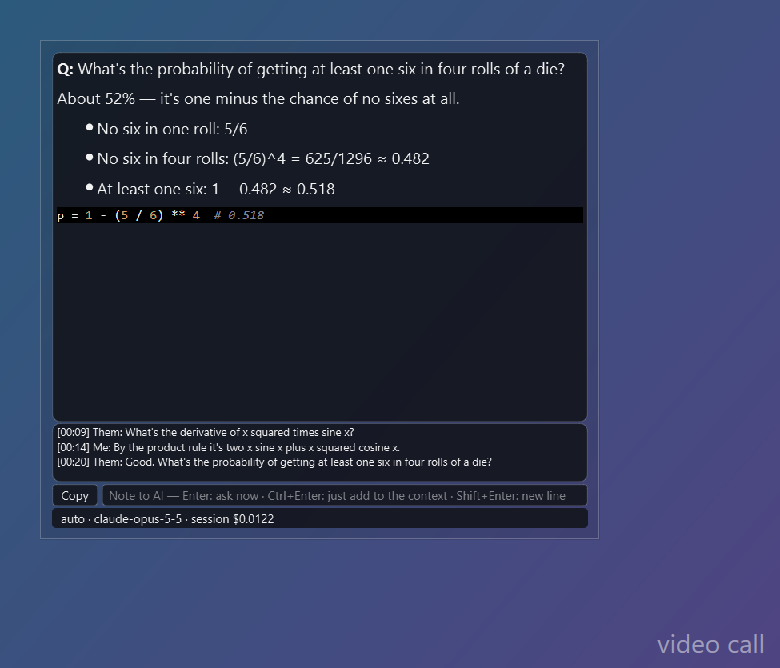 Q: What's the probability of getting at least one six in four rolls of a die?
About 52% — it's one minus the chance of no sixes at all.
• No six in one roll: 5/6
• No six in four rolls: (5/6)^4 = 625/1296 ≈ 0.482
• At least one six: 1 0.482 ≈ 0.518
p = 1 - (5 / 6) ** 4 # 0.518
[00:09] Them: What's the derivative of x squared times sine x?
[00:14] Me: By the product rule it's two x sine x plus x squared cosine x.
[00:20] Them: Good. What's the probability of getting at least one six in four rolls of a die?
Copy
Note to AI — Enter: ask now · Ctrl+Enter: just add to the context · Shift+Enter: new line
auto · claude-opus-5-5 · session $0.0122
video call